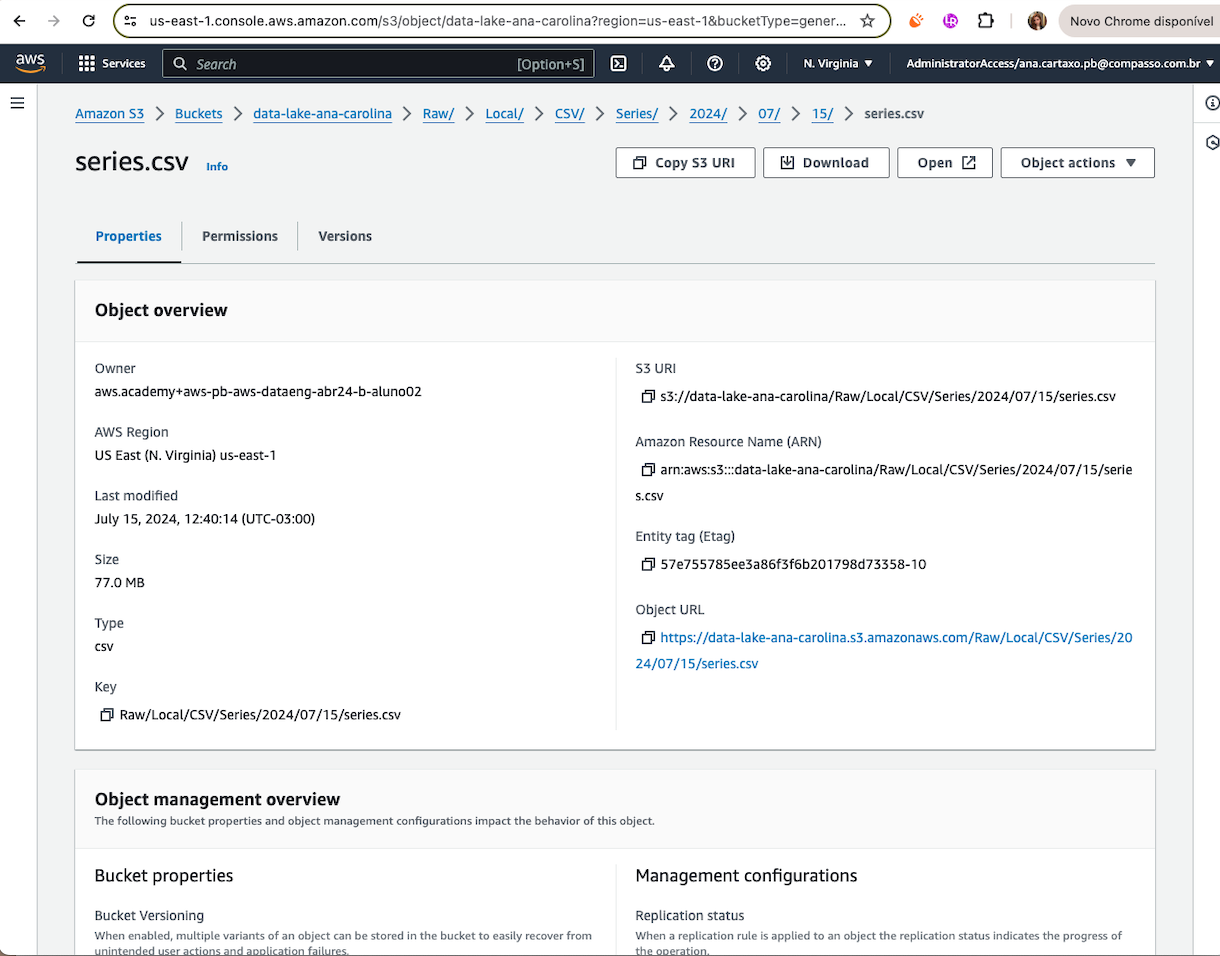 us-east-1.console.aws.amazon.com/s3/object/data-lake-ana-carolina?region=us-east-1&bucketType=gener...
Novo Chrome disponível
aws
Services
Search
[Option+S]
N. Virginia
AdministratorAccess/ana.cartaxo.pb@compasso.com.br
Amazon S3
Buckets
data-lake-ana-carolina
Raw/
Local/
CSV/
Series/
2024/
07/
15/
series.csv
series.csv
Info
Copy S3 URI
Download
Open
Object actions
Properties
Permissions
Versions
Object overview
Owner
aws.academy+aws-pb-aws-dataeng-abr24-b-aluno02
AWS Region
US East (N. Virginia) us-east-1
Last modified
July 15, 2024, 12:40:14 (UTC-03:00)
Size
77.0 MB
Type
csv
Key
Raw/Local/CSV/Series/2024/07/15/series.csv
S3 URI
s3://data-lake-ana-carolina/Raw/Local/CSV/Series/2024/07/15/series.csv
Amazon Resource Name (ARN)
arn:aws:s3:::data-lake-ana-carolina/Raw/Local/CSV/Series/2024/07/15/serie
s.csv
Entity tag (Etag)
57e755785ee3a86f3f6b201798d73358-10
Object URL
https://data-lake-ana-carolina.s3.amazonaws.com/Raw/Local/CSV/Series/20
24/07/15/series.csv
Object management overview
The following bucket properties and object management configurations impact the behavior of this object.
Bucket properties
Bucket Versioning
When enabled, multiple variants of an object can be stored in the bucket to easily recover from
unintended user actions and application failures.
Management configurations
Replication status
When a replication rule is applied to an object the replication status indicates the progress of
the operation.